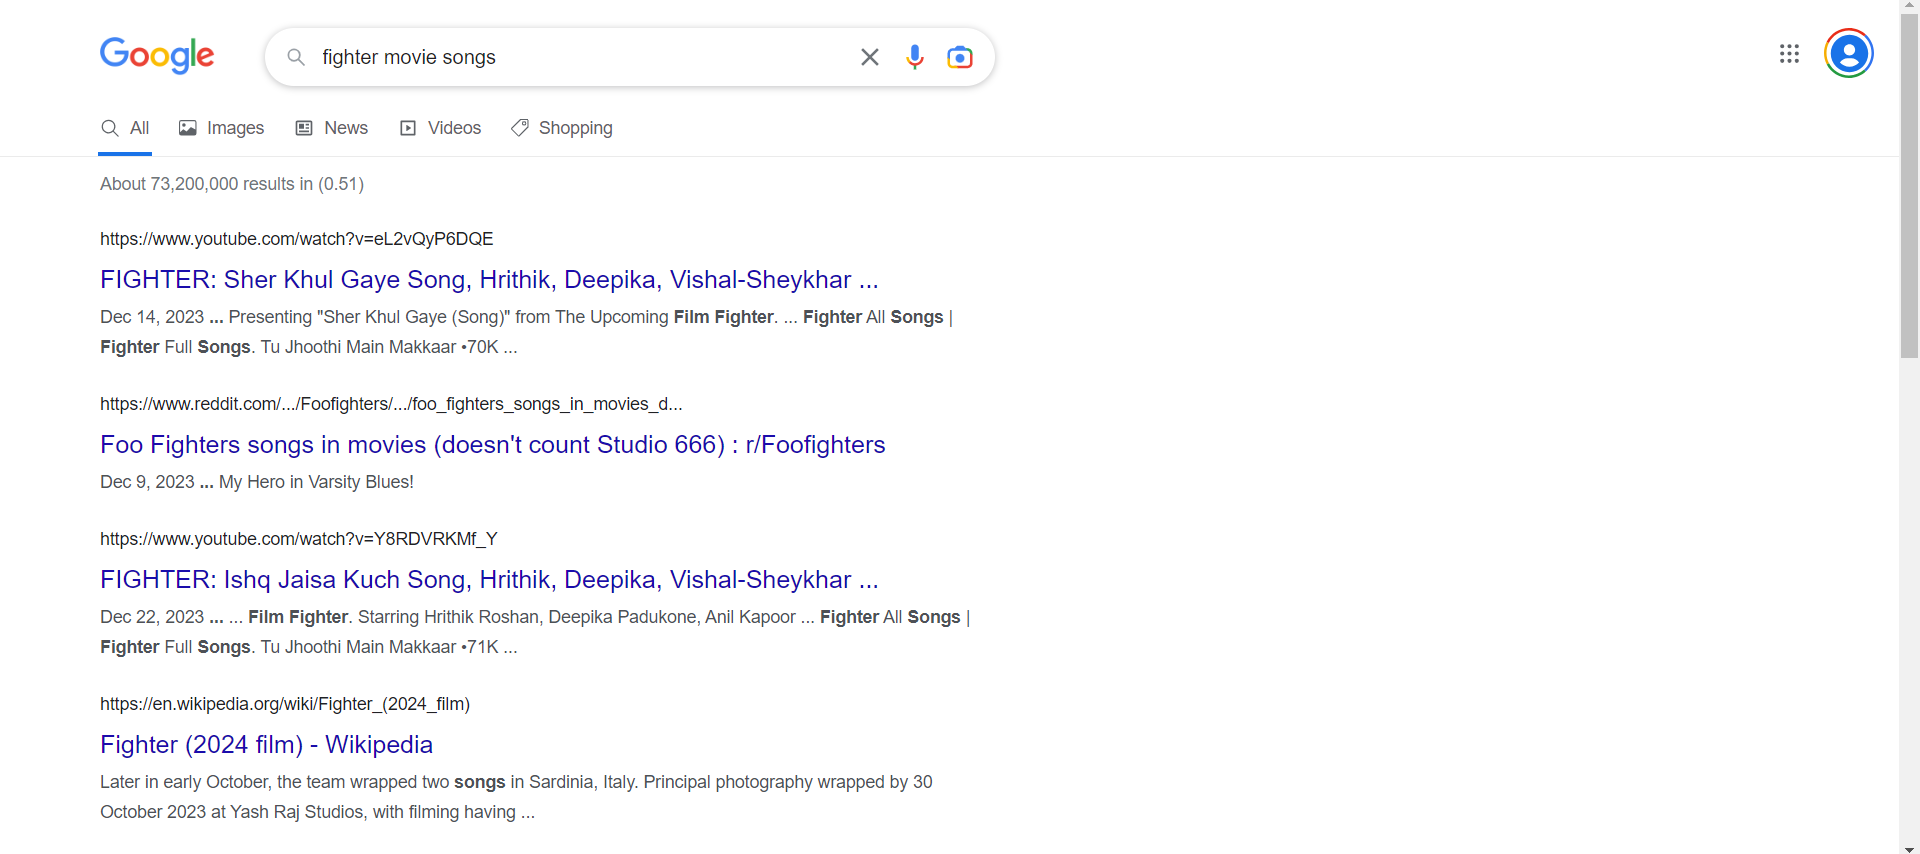 Google
fighter movie songs
All Images News Videos Shopping
About 73,200,000 results in (0.51)
https://www.youtube.com/watch?v=eL2vQyP6DQE
FIGHTER: Sher Khul Gaye Song, Hrithik, Deepika, Vishal-Sheykhar ...
Dec 14, 2023 ... Presenting "Sher Khul Gaye (Song)" from The Upcoming Film Fighter. ... Fighter All Songs |
Fighter Full Songs. Tu Jhoothi Main Makkaar •70K ...
https://www.reddit.com/.../Foofighters/.../foo_fighters_songs_in_movies_d...
Foo Fighters songs in movies (doesn't count Studio 666) : r/Foofighters
Dec 9, 2023 ... My Hero in Varsity Blues!
https://www.youtube.com/watch?v=Y8RDVRKMf_Y
FIGHTER: Ishq Jaisa Kuch Song, Hrithik, Deepika, Vishal-Sheykhar ...
Dec 22, 2023 ... ... Film Fighter. Starring Hrithik Roshan, Deepika Padukone, Anil Kapoor ... Fighter All Songs |
Fighter Full Songs. Tu Jhoothi Main Makkaar •71K ...
https://en.wikipedia.org/wiki/Fighter_(2024_film)
Fighter (2024 film) - Wikipedia
Later in early October, the team wrapped two songs in Sardinia, Italy. Principal photography wrapped by 30
October 2023 at Yash Raj Studios, with filming having ...